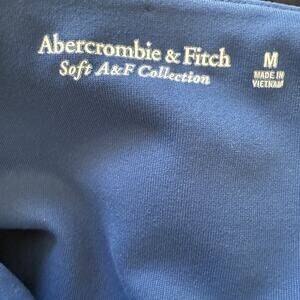 Abercrombie & Fitch
Soft A&F Collection
M
MADE IN
VIETNAM